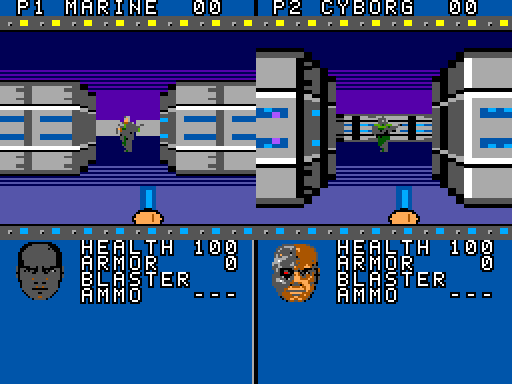 P1 MARINE 00 P2 CYBORG 00
HEALTH 100 HEALTH 100
ARMOR 0 ARMOR 0
BLASTER BLASTER
AMMO --- AMMO ---